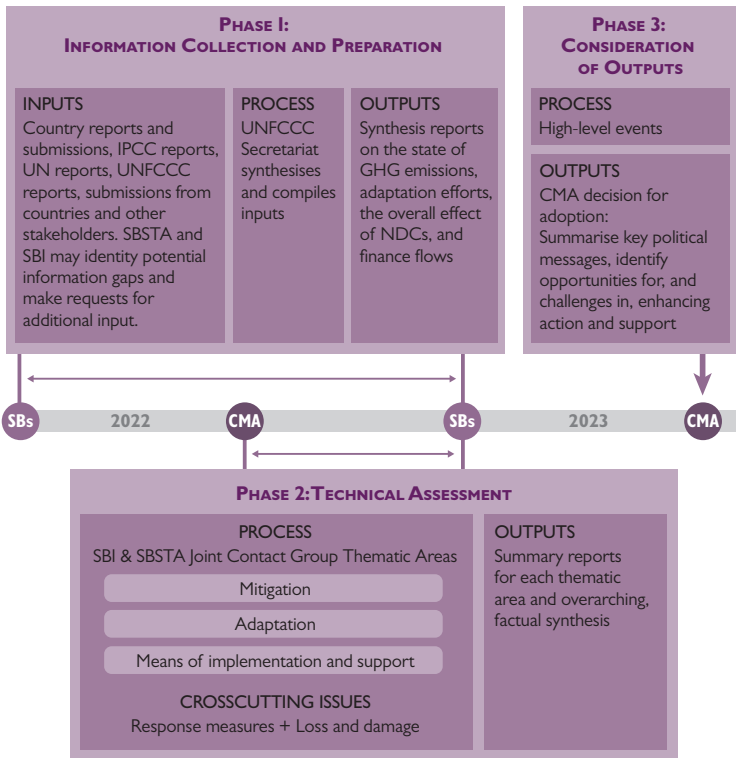 PHASE 1:
INFORMATION COLLECTION AND PREPARATION
INPUTS
Country reports and
submissions, IPCC reports,
UN reports, UNFCCC
reports, submissions from
countries and other
stakeholders. SBSTA and
SBI may identity potential
information gaps and
make requests for
additional input.
PROCESS
UNFCCC
Secretariat
synthesises
and compiles
inputs
OUTPUTS
Synthesis reports
on the state of
GHG emissions,
adaptation efforts,
the overall effect
of NDCs, and
finance flows
PHASE 3:
CONSIDERATION
OF OUTPUTS
PROCESS
High-level events
OUTPUTS
CMA decision for
adoption:
Summarise key political
messages, identify
opportunities for, and
challenges in, enhancing
action and support
SBs 2022 CMA SBs 2023 CMA
PHASE 2: TECHNICAL ASSESSMENT
PROCESS
SBI & SBSTA Joint Contact Group Thematic Areas
Mitigation
Adaptation
Means of implementation and support
CROSSCUTTING ISSUES
Response measures + Loss and damage
OUTPUTS
Summary reports
for each thematic
area and overarching,
factual synthesis